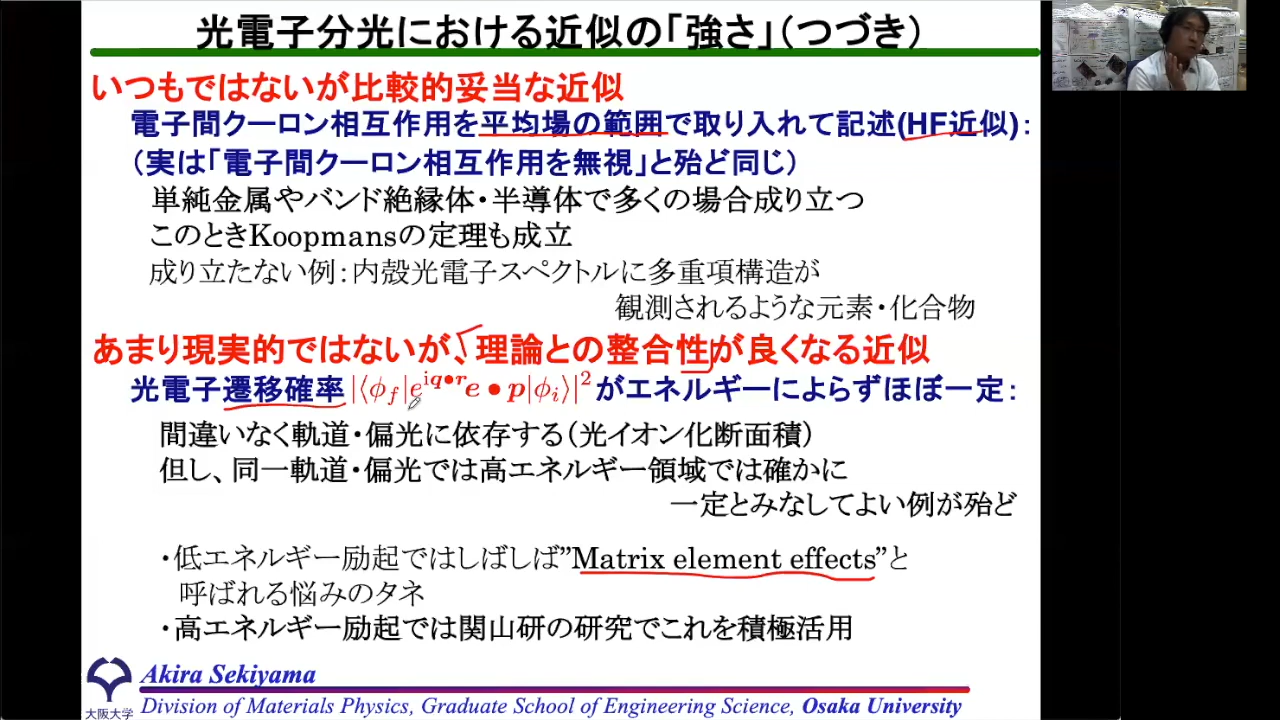 光電子分光における近似の「強さ」（つづき）
いつもではないが比較的妥当な近似
電子間クーロン相互作用を平均場の範囲で取り入れて記述(HF近似)：
（実は「電子間クーロン相互作用を無視」と殆ど同じ）
単純金属やバンド絶縁体・半導体で多くの場合成り立つ
このときKoopmansの定理も成立
成り立たない例：内殻光電子スペクトルに多重項構造が
観測されるような元素・化合物
あまり現実的ではないが、理論との整合性が良くなる近似
光電子遷移確率 |⟨ϕ_f|e^{iq•r} e • p|ϕ_i⟩|² がエネルギーによらずほぼ一定：
間違いなく軌道・偏光に依存する（光イオン化断面積）
但し、同一軌道・偏光では高エネルギー領域では確かに
一定とみなしてよい例が殆ど
・低エネルギー励起ではしばしば”Matrix element effects”と
呼ばれる悩みのタネ
・高エネルギー励起では関山研の研究でこれを積極活用
Akira Sekiyama
大阪大学
Division of Materials Physics, Graduate School of Engineering Science, Osaka University